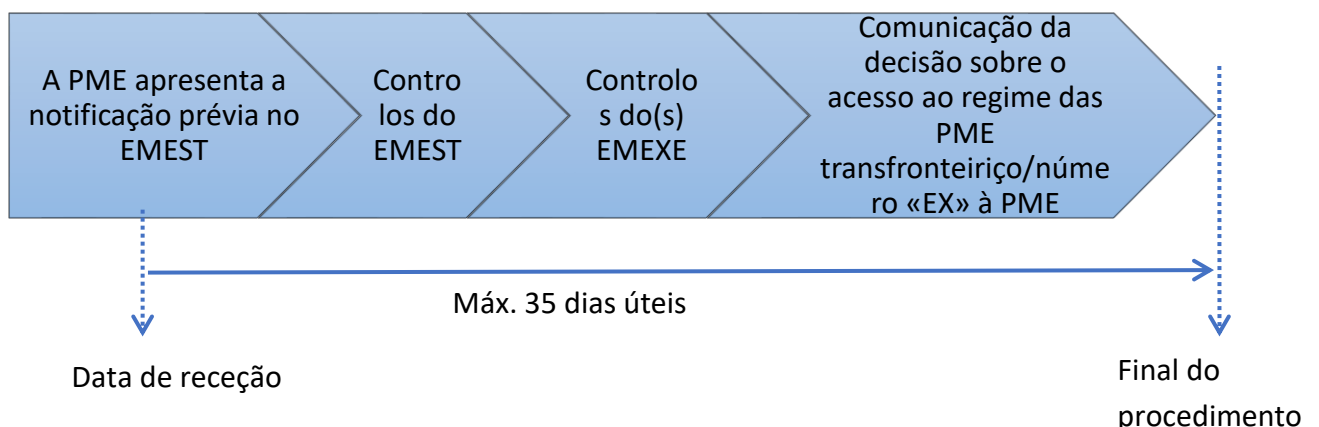 A PME apresenta a
notificação prévia no
EMEST
Contro
los do
EMEST
Controlo
s do(s)
EMEXE
Comunicação da
decisão sobre o
acesso ao regime das
PME
transfronteiriço/núme
ro «EX» à PME
Máx. 35 dias úteis
Data de receção
Final do
procedimento